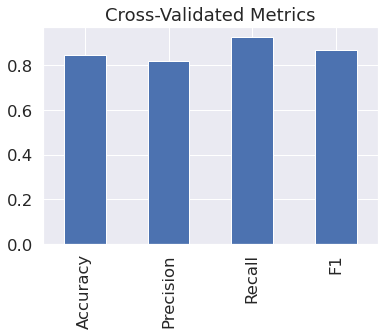 Cross-Validated Metrics
0.8
0.6
0.4
0.2
0.0
Accuracy
Precision
Recall
F1